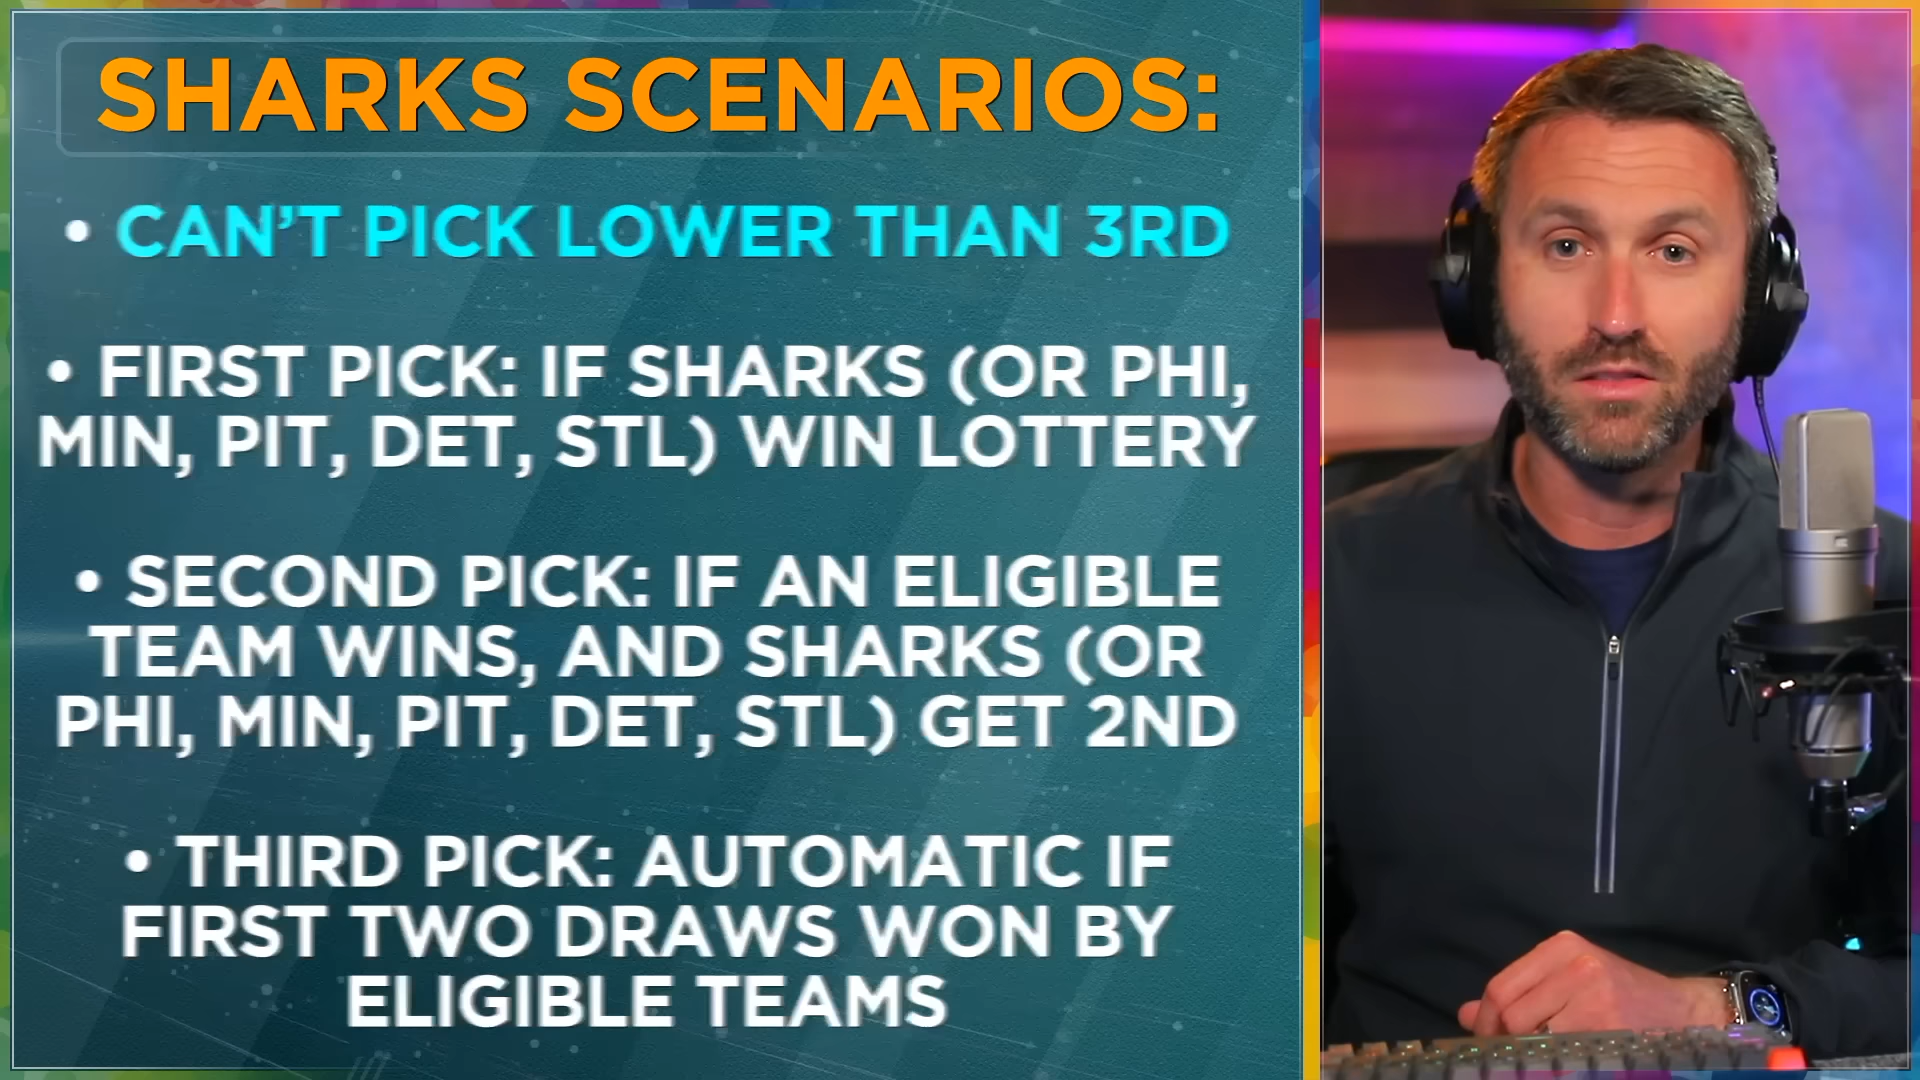 SHARKS SCENARIOS:
• CAN'T PICK LOWER THAN 3RD
• FIRST PICK: IF SHARKS (OR PHI,
MIN, PIT, DET, STL) WIN LOTTERY
• SECOND PICK: IF AN ELIGIBLE
TEAM WINS, AND SHARKS (OR
PHI, MIN, PIT, DET, STL) GET 2ND
• THIRD PICK: AUTOMATIC IF
FIRST TWO DRAWS WON BY
ELIGIBLE TEAMS